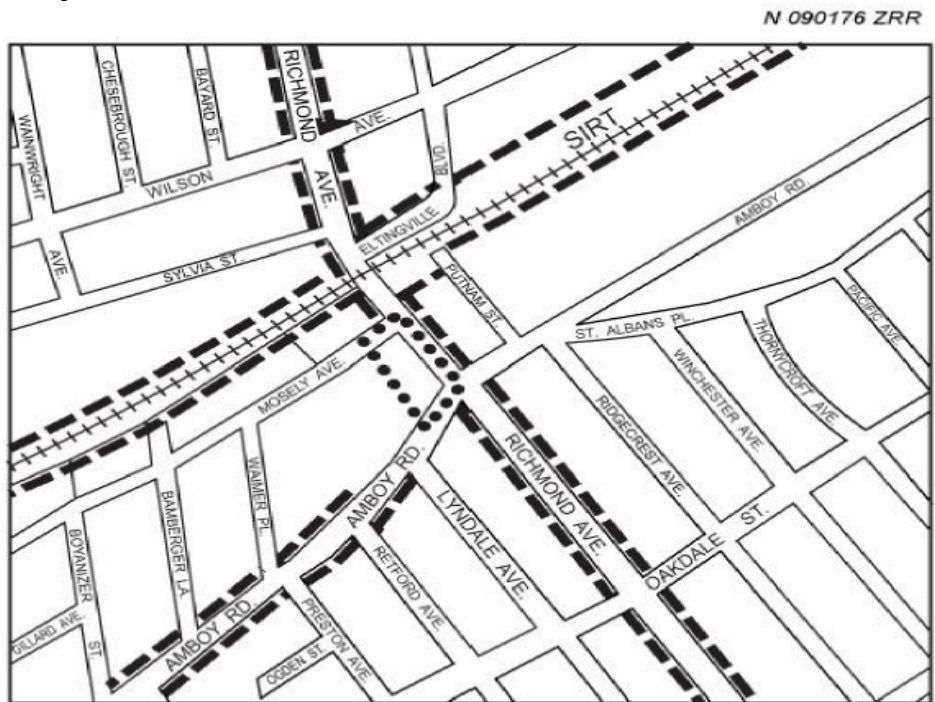 N 090176 ZRR
RICHMOND
AVE.
CHESEBROUGH ST.
BAYARD ST.
WAINWRIGHT
AVE.
WILSON
AVE.
BLVD.
ELTINGVILLE
SIRT
AMBOY RD.
SYLVIA ST.
PUTNAM ST.
ST. ALBAN'S PL.
PACIFIC AVE.
THORNYCROFT AVE.
WINCHESTER AVE.
RIDGECREST AVE.
MOSELY AVE.
RICHMOND AVE.
AMBOY RD.
LYNDALE AVE.
OAKDALE ST.
WAIMER PL.
BAMBERGER LA.
BOYANIZER
ST.
GILLARD AVE.
RETFORD AVE.
PRESTON AVE.
AMBOY RD.
OGDEN ST.